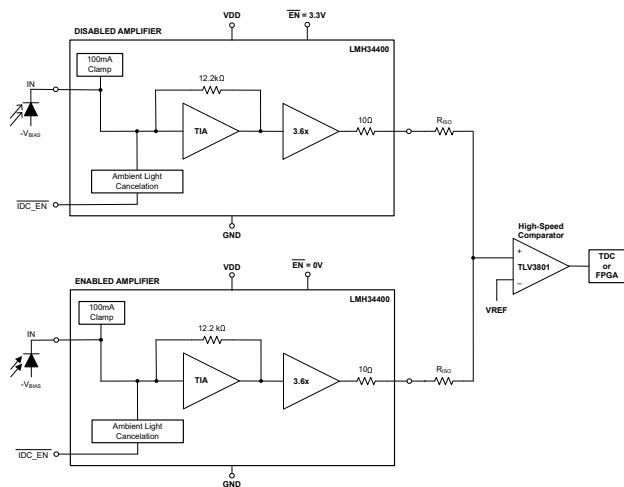 DISABLED AMPLIFIER
VDD
EN = 3.3V
LMH34400
100mA
Clamp
IN
12.2kΩ
TIA
3.6x
10Ω
RISO
-VBIAS
Ambient Light
Cancelation
IDC_EN
GND
High-Speed
Comparator
TLV3801
+
–
VREF
TDC
or
FPGA
ENABLED AMPLIFIER
VDD
EN = 0V
LMH34400
100mA
Clamp
IN
12.2 kΩ
TIA
3.6x
10Ω
RISO
-VBIAS
Ambient Light
Cancelation
IDC_EN
GND